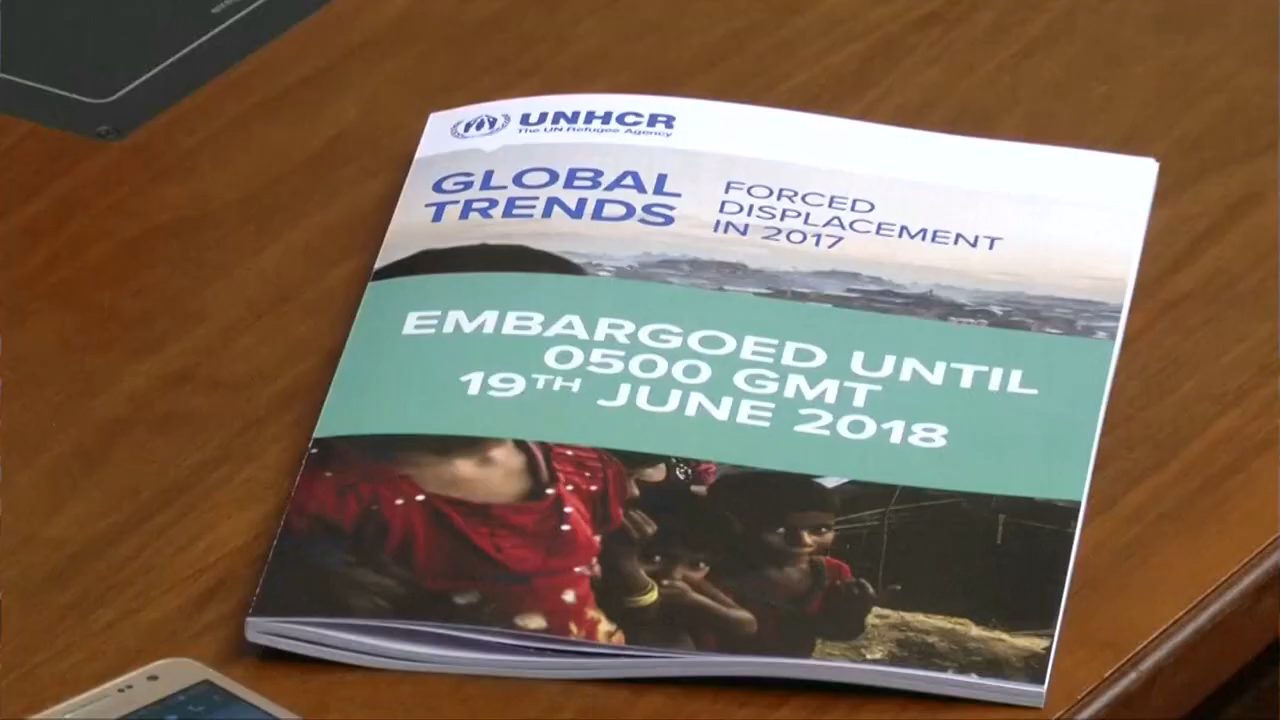 UNHCR
The UN Refugee Agency
GLOBAL
TRENDS
FORCED
DISPLACEMENT
IN 2017
EMBARGOED UNTIL
0500 GMT
19TH JUNE 2018